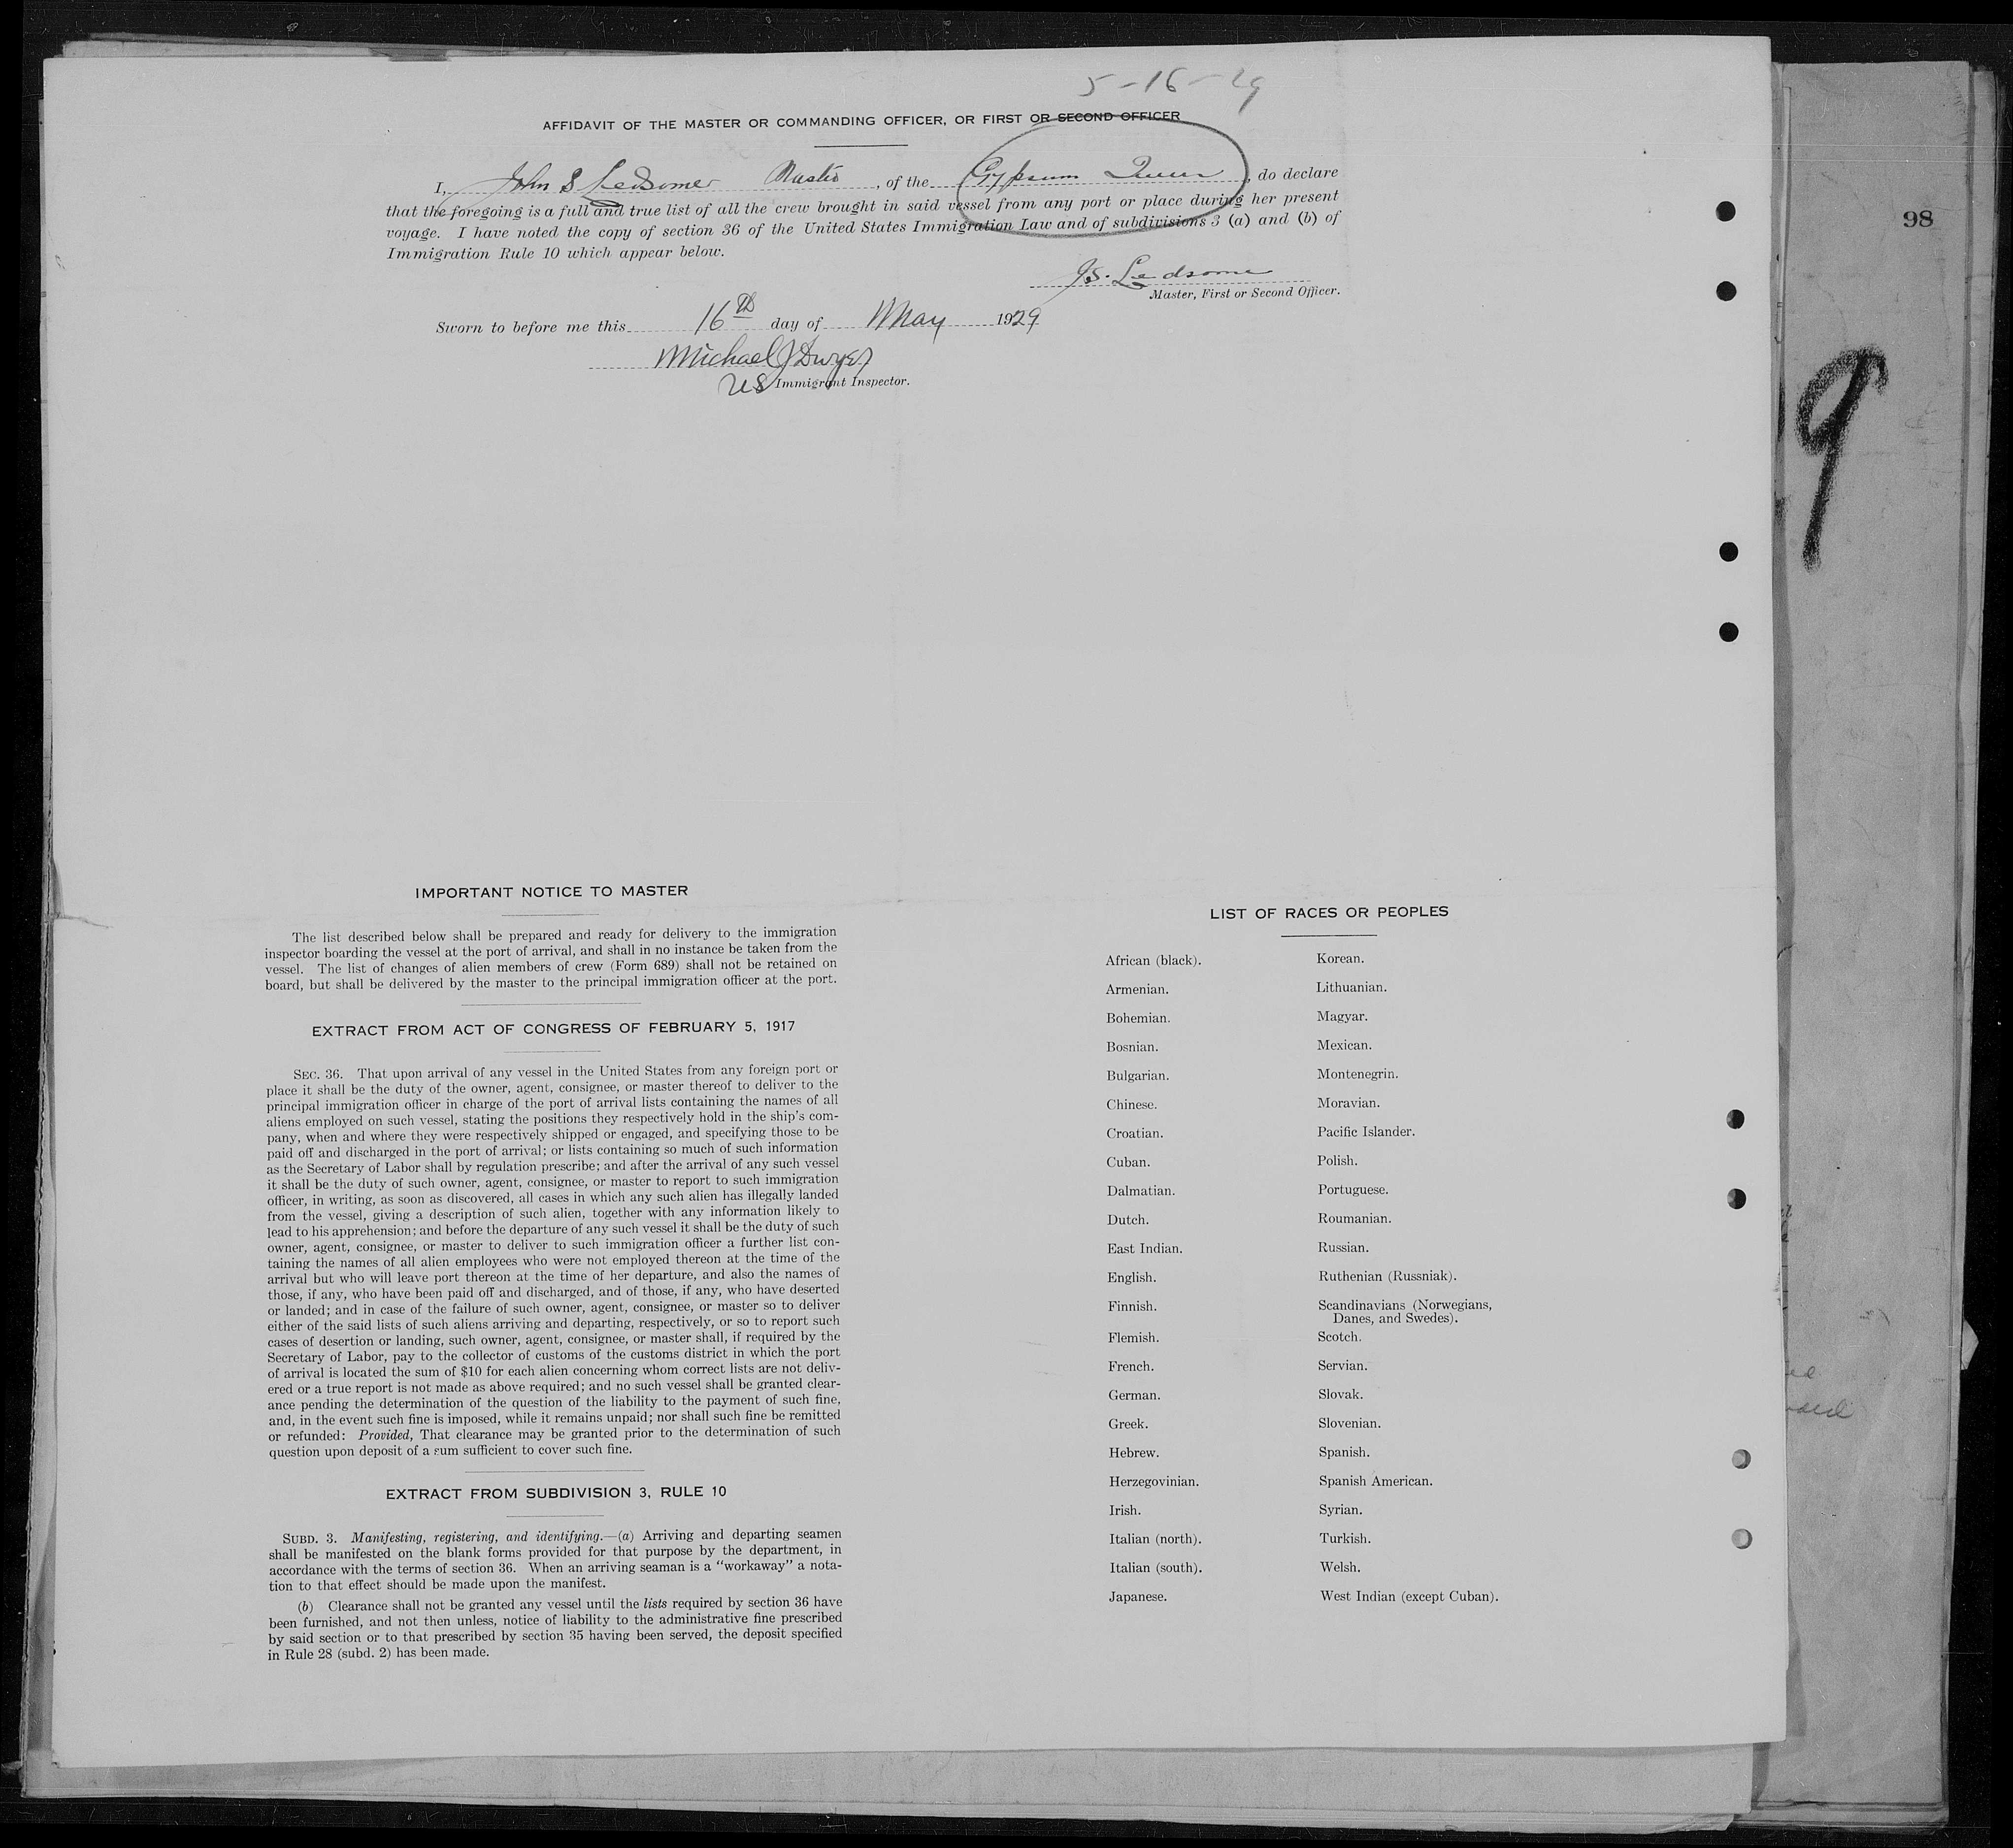 5-16-29
AFFIDAVIT OF THE MASTER OR COMMANDING OFFICER, OR FIRST OR SECOND OFFICER
I, John S Ledsome Master, of the Gypsum Queen, do declare
that the foregoing is a full and true list of all the crew brought in said vessel from any port or place during her present
voyage. I have noted the copy of section 36 of the United States Immigration Law and of subdivisions 3 (a) and (b) of
Immigration Rule 10 which appear below.
J.S. Ledsome
Master, First or Second Officer.
Sworn to before me this 16th day of May 1929
Michael J Dwyer
US Immigrant Inspector.
98
9
IMPORTANT NOTICE TO MASTER
The list described below shall be prepared and ready for delivery to the immigration
inspector boarding the vessel at the port of arrival, and shall in no instance be taken from the
vessel. The list of changes of alien members of crew (Form 689) shall not be retained on
board, but shall be delivered by the master to the principal immigration officer at the port.
EXTRACT FROM ACT OF CONGRESS OF FEBRUARY 5, 1917
SEC. 36. That upon arrival of any vessel in the United States from any foreign port or
place it shall be the duty of the owner, agent, consignee, or master thereof to deliver to the
principal immigration officer in charge of the port of arrival lists containing the names of all
aliens employed on such vessel, stating the positions they respectively hold in the ship's com-
pany, when and where they were respectively shipped or engaged, and specifying those to be
paid off and discharged in the port of arrival; or lists containing so much of such information
as the Secretary of Labor shall by regulation prescribe; and after the arrival of any such vessel
it shall be the duty of such owner, agent, consignee, or master to report to such immigration
officer, in writing, as soon as discovered, all cases in which any such alien has illegally landed
from the vessel, giving a description of such alien, together with any information likely to
lead to his apprehension; and before the departure of any such vessel it shall be the duty of such
owner, agent, consignee, or master to deliver to such immigration officer a further list con-
taining the names of all alien employees who were not employed thereon at the time of the
arrival but who will leave port thereon at the time of her departure, and also the names of
those, if any, who have been paid off and discharged, and of those, if any, who have deserted
or landed; and in case of the failure of such owner, agent, consignee, or master so to deliver
either of the said lists of such aliens arriving and departing, respectively, or so to report such
cases of desertion or landing, such owner, agent, consignee, or master shall, if required by the
Secretary of Labor, pay to the collector of customs of the customs district in which the port
of arrival is located the sum of $10 for each alien concerning whom correct lists are not deliv-
ered or a true report is not made as above required; and no such vessel shall be granted clear-
ance pending the determination of the question of the liability to the payment of such fine,
and, in the event such fine is imposed, while it remains unpaid; nor shall such fine be remitted
or refunded: Provided, That clearance may be granted prior to the determination of such
question upon deposit of a sum sufficient to cover such fine.
EXTRACT FROM SUBDIVISION 3, RULE 10
SUBD. 3. Manifesting, registering, and identifying.—(a) Arriving and departing seamen
shall be manifested on the blank forms provided for that purpose by the department, in
accordance with the terms of section 36. When an arriving seaman is a "workaway" a nota-
tion to that effect should be made upon the manifest.
(b) Clearance shall not be granted any vessel until the lists required by section 36 have
been furnished, and not then unless, notice of liability to the administrative fine prescribed
by said section or to that prescribed by section 35 having been served, the deposit specified
in Rule 28 (subd. 2) has been made.
LIST OF RACES OR PEOPLES
African (black).
Armenian.
Bohemian.
Bosnian.
Bulgarian.
Chinese.
Croatian.
Cuban.
Dalmatian.
Dutch.
East Indian.
English.
Finnish.
Flemish.
French.
German.
Greek.
Hebrew.
Herzegovinian.
Irish.
Italian (north).
Italian (south).
Japanese.
Korean.
Lithuanian.
Magyar.
Mexican.
Montenegrin.
Moravian.
Pacific Islander.
Polish.
Portuguese.
Roumanian.
Russian.
Ruthenian (Russniak).
Scandinavians (Norwegians,
Danes, and Swedes).
Scotch.
Servian.
Slovak.
Slovenian.
Spanish.
Spanish American.
Syrian.
Turkish.
Welsh.
West Indian (except Cuban).